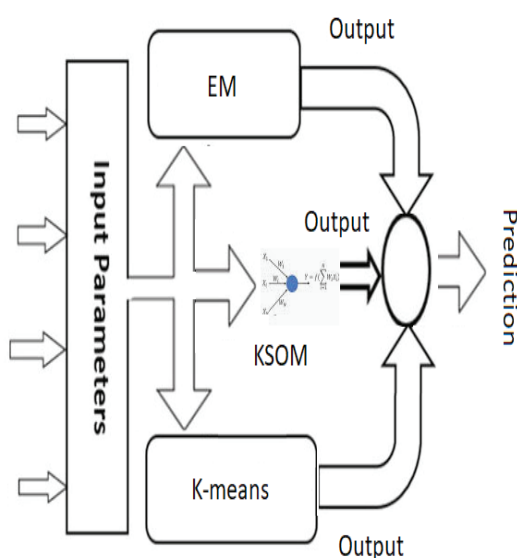 Output
EM
Input Parameters
Output
KSOM
Prediction
K-means
Output